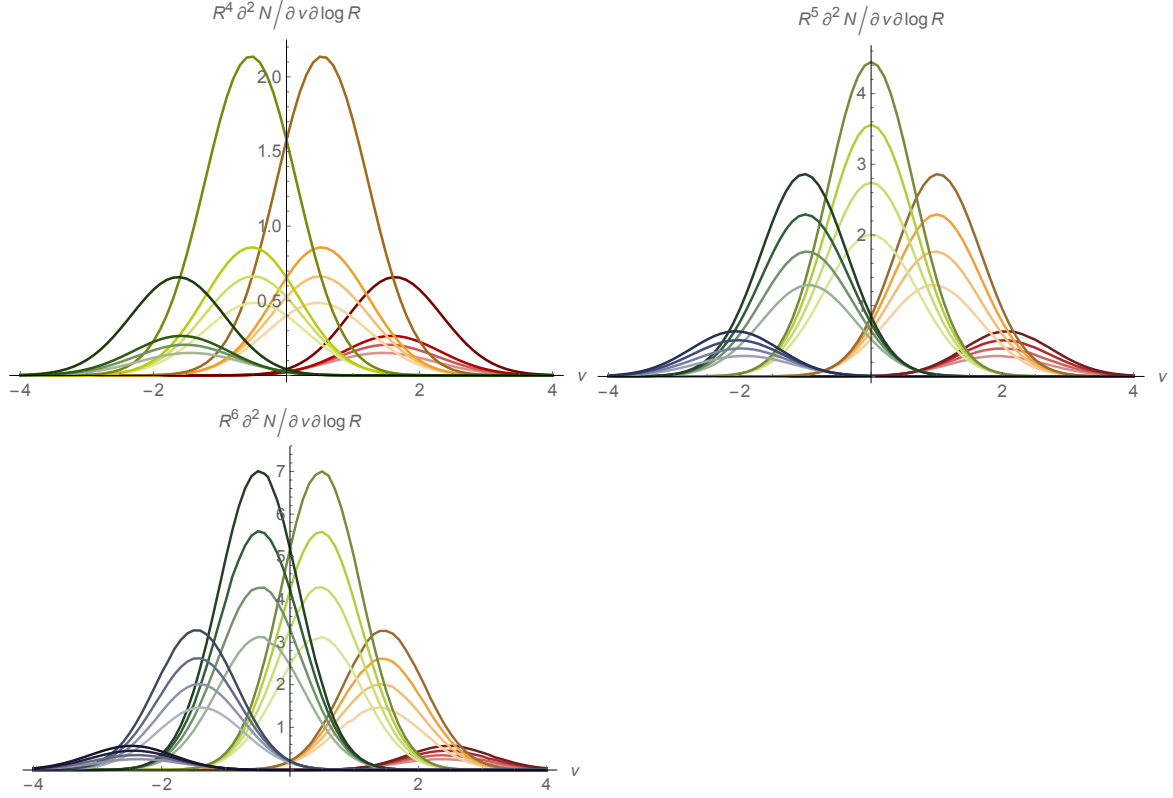 R⁴ ∂² N / ∂ v ∂ log R
2.0
1.5
1.0
0.5
−4 −2 2 4 v
R⁵ ∂² N / ∂ v ∂ log R
4
3
2
−4 −2 2 4 v
R⁶ ∂² N / ∂ v ∂ log R
7
6
5
4
3
2
1
−4 −2 2 4 v